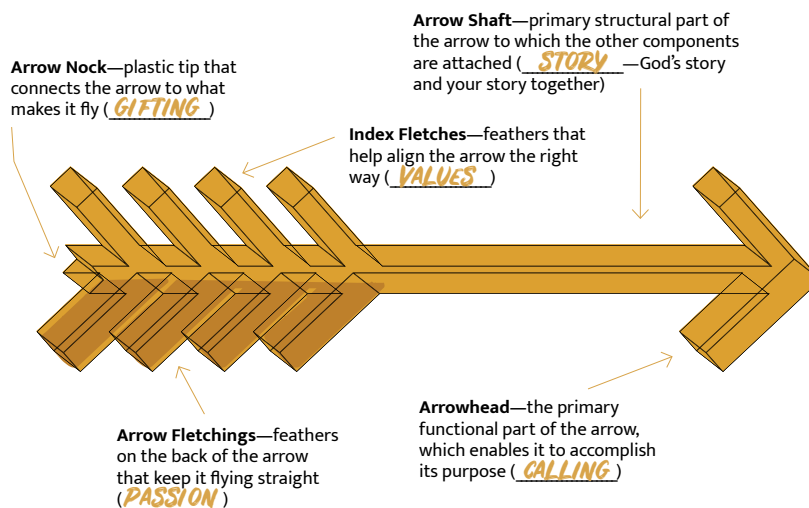 Arrow Shaft—primary structural part of
the arrow to which the other components
are attached (STORY—God's story
and your story together)
Arrow Nock—plastic tip that
connects the arrow to what
makes it fly (GIFTING)
Index Fletches—feathers that
help align the arrow the right
way (VALUES)
Arrow Fletchings—feathers
on the back of the arrow
that keep it flying straight
(PASSION)
Arrowhead—the primary
functional part of the arrow,
which enables it to accomplish
its purpose (CALLING)